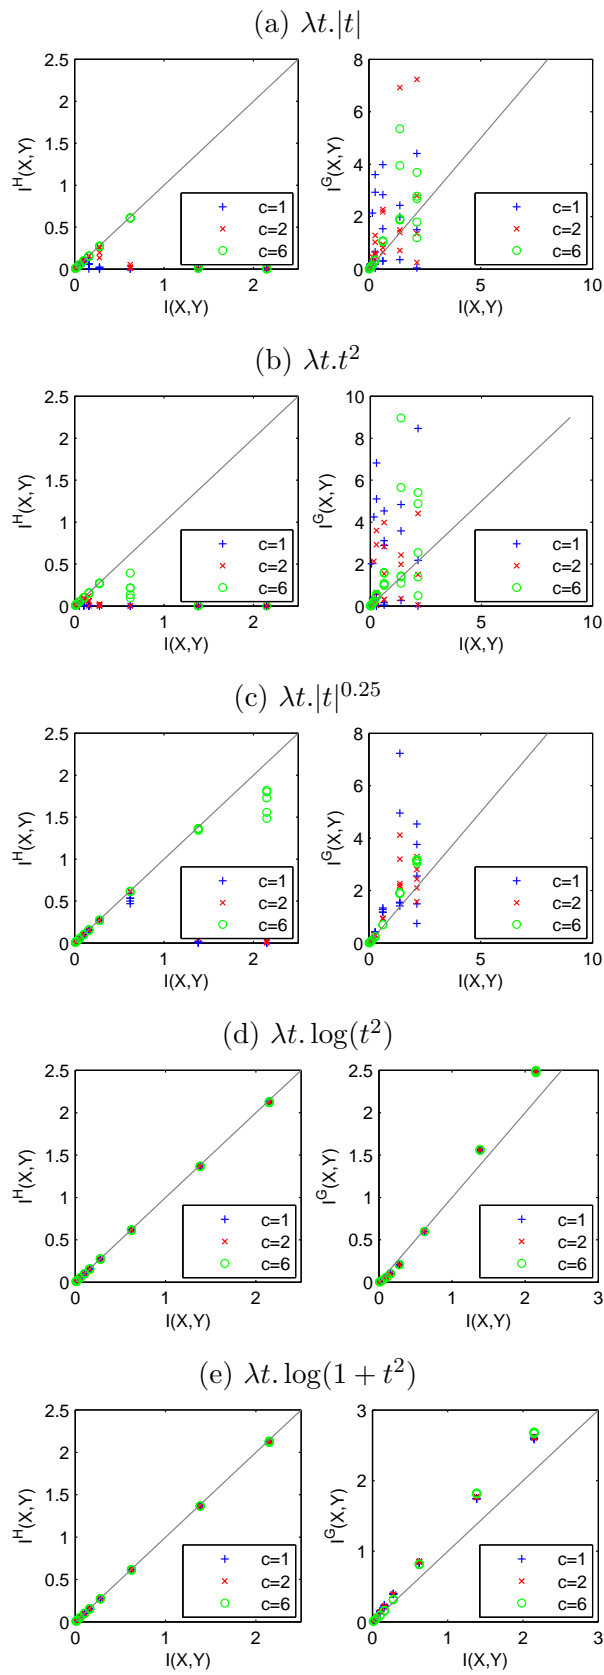 (a) λt.|t|
2.5
2
1.5
1
0.5
0
0 1 2
I^H(X,Y)
I(X,Y)
c=1
c=2
c=6
8
6
4
2
0
0 5 10
I^G(X,Y)
I(X,Y)
c=1
c=2
c=6
(b) λt.t²
2.5
2
1.5
1
0.5
0
0 1 2
I^H(X,Y)
I(X,Y)
c=1
c=2
c=6
10
8
6
4
2
0
0 5 10
I^G(X,Y)
I(X,Y)
c=1
c=2
c=6
(c) λt.|t|^0.25
2.5
2
1.5
1
0.5
0
0 1 2
I^H(X,Y)
I(X,Y)
c=1
c=2
c=6
8
6
4
2
0
0 5 10
I^G(X,Y)
I(X,Y)
c=1
c=2
c=6
(d) λt. log(t²)
2.5
2
1.5
1
0.5
0
0 1 2
I^H(X,Y)
I(X,Y)
c=1
c=2
c=6
2.5
2
1.5
1
0.5
0
0 1 2 3
I^G(X,Y)
I(X,Y)
c=1
c=2
c=6
(e) λt. log(1 + t²)
2.5
2
1.5
1
0.5
0
0 1 2
I^H(X,Y)
I(X,Y)
c=1
c=2
c=6
3
2
1
0
0 1 2 3
I^G(X,Y)
I(X,Y)
c=1
c=2
c=6